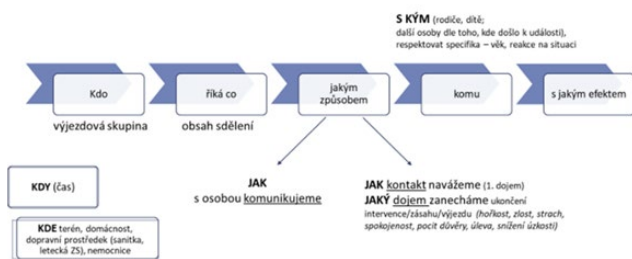 S KÝM (rodiče, dítě;
další osoby dle toho, kde došlo k události),
respektovat specifika – věk, reakce na situaci
Kdo
říká co
jakým
způsobem
komu
s jakým efektem
výjezdová skupina
obsah sdělení
KDY (čas)
JAK
s osobou komunikujeme
JAK kontakt navážeme (1. dojem)
JAKÝ dojem zanecháme ukončení
intervence/zásahu/výjezdu (hořkost, zlost, strach,
spokojenost, pocit důvěry, úleva, snížení úzkosti)
KDE terén, domácnost,
dopravní prostředek (sanitka,
letecká ZS), nemocnice